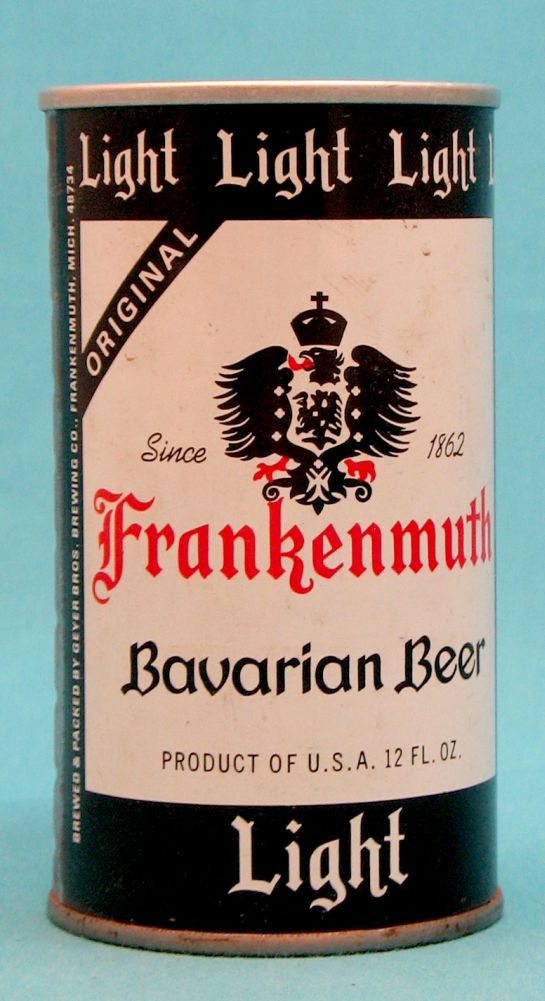 Light Light Light L
ORIGINAL
Since 1862
Frankenmuth
Bavarian Beer
PRODUCT OF U.S.A. 12 FL. OZ.
Light
BREWED & PACKED BY GEYER BROS. BREWING CO., FRANKENMUTH, MICH. 48734